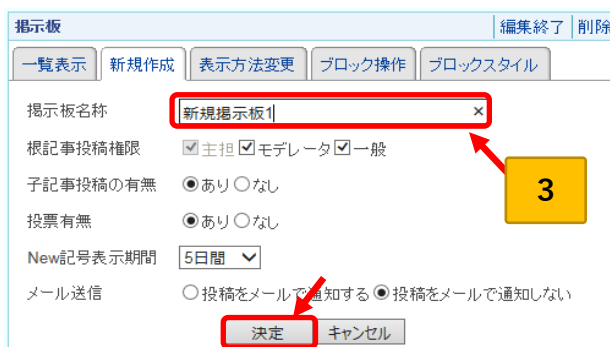 掲示板 編集終了 削除
一覧表示 新規作成 表示方法変更 ブロック操作 ブロックスタイル
掲示板名称 新規掲示板1 ×
根記事投稿権限 主担 モデレータ 一般
3
子記事投稿の有無 あり なし
投票有無 あり なし
New記号表示期間 5日間
メール送信 投稿をメールで通知する 投稿をメールで通知しない
決定 キャンセル